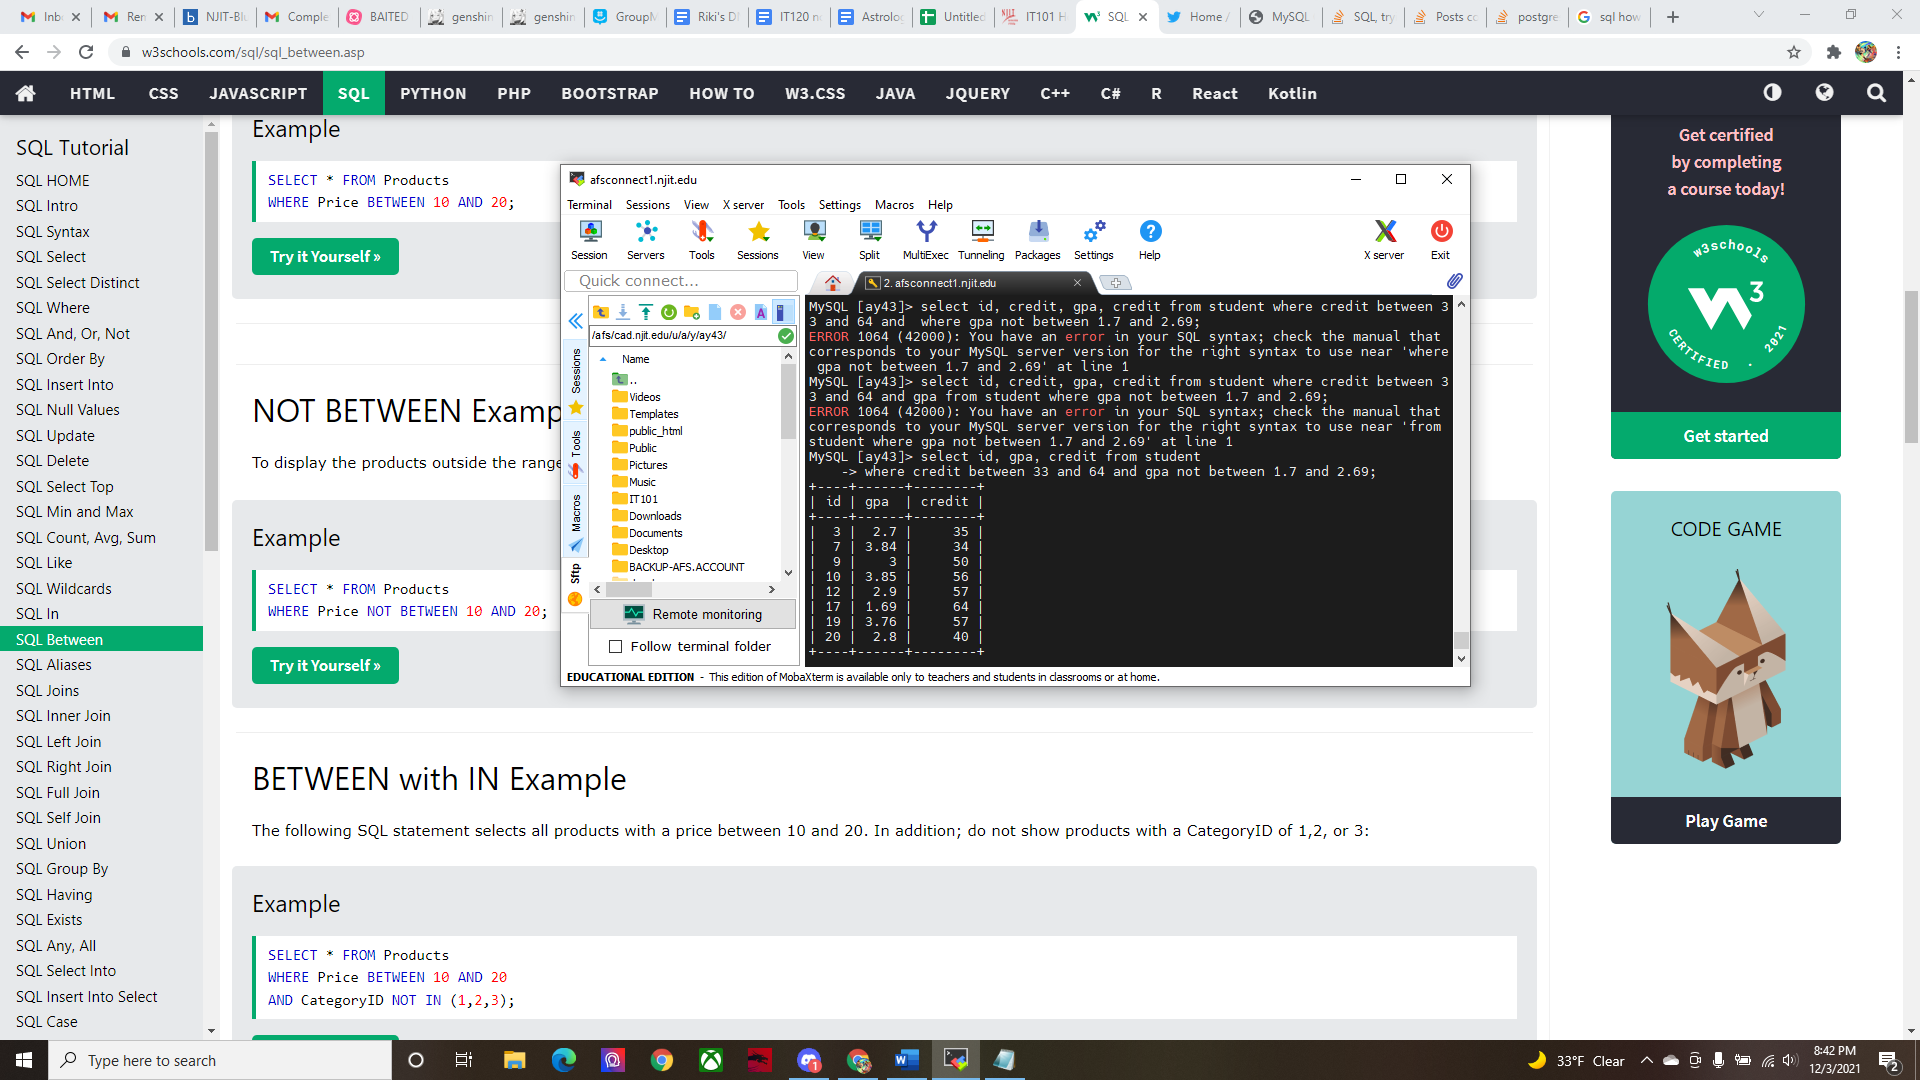 Inb
Ren
NJIT-Blu
Comple
BAITED
genshin
genshin
GroupM
Riki's D
IT120 n
Astrolog
Untitled
IT101 H
SQL
Home /
MySQL
SQL, try
Posts co
postgre
sql how
w3schools.com/sql/sql_between.asp
HTML CSS JAVASCRIPT SQL PYTHON PHP BOOTSTRAP HOW TO W3.CSS JAVA JQUERY C++ C# R React Kotlin
SQL Tutorial
SQL HOME
SQL Intro
SQL Syntax
SQL Select
SQL Select Distinct
SQL Where
SQL And, Or, Not
SQL Order By
SQL Insert Into
SQL Null Values
SQL Update
SQL Delete
SQL Select Top
SQL Min and Max
SQL Count, Avg, Sum
SQL Like
SQL Wildcards
SQL In
SQL Between
SQL Aliases
SQL Joins
SQL Inner Join
SQL Left Join
SQL Right Join
SQL Full Join
SQL Self Join
SQL Union
SQL Group By
SQL Having
SQL Exists
SQL Any, All
SQL Select Into
SQL Insert Into Select
SQL Case
Example
SELECT * FROM Products
WHERE Price BETWEEN 10 AND 20;
Try it Yourself »
NOT BETWEEN Examp
To display the products outside the range
Example
SELECT * FROM Products
WHERE Price NOT BETWEEN 10 AND 20;
Try it Yourself »
BETWEEN with IN Example
The following SQL statement selects all products with a price between 10 and 20. In addition; do not show products with a CategoryID of 1,2, or 3:
Example
SELECT * FROM Products
WHERE Price BETWEEN 10 AND 20
AND CategoryID NOT IN (1,2,3);
afsconnect1.njit.edu
Terminal Sessions View X server Tools Settings Macros Help
Session Servers Tools Sessions View Split MultiExec Tunneling Packages Settings Help X server Exit
Quick connect...
2. afsconnect1.njit.edu
/afs/cad.njit.edu/u/a/y/ay43/
Sessions
Tools
Macros
Sftp
Name
..
Videos
Templates
public_html
Public
Pictures
Music
IT101
Downloads
Documents
Desktop
BACKUP-AFS.ACCOUNT
Remote monitoring
Follow terminal folder
MySQL [ay43]> select id, credit, gpa, credit from student where credit between 3
3 and 64 and  where gpa not between 1.7 and 2.69;
ERROR 1064 (42000): You have an error in your SQL syntax; check the manual that
corresponds to your MySQL server version for the right syntax to use near 'where
 gpa not between 1.7 and 2.69' at line 1
MySQL [ay43]> select id, credit, gpa, credit from student where credit between 3
3 and 64 and gpa from student where gpa not between 1.7 and 2.69;
ERROR 1064 (42000): You have an error in your SQL syntax; check the manual that
corresponds to your MySQL server version for the right syntax to use near 'from
student where gpa not between 1.7 and 2.69' at line 1
MySQL [ay43]> select id, gpa, credit from student
    -> where credit between 33 and 64 and gpa not between 1.7 and 2.69;
+----+------+--------+
| id | gpa  | credit |
+----+------+--------+
|  3 |  2.7 |     35 |
|  7 | 3.84 |     34 |
|  9 |    3 |     50 |
| 10 | 3.85 |     56 |
| 12 |  2.9 |     57 |
| 17 | 1.69 |     64 |
| 19 | 3.76 |     57 |
| 20 |  2.8 |     40 |
+----+------+--------+
EDUCATIONAL EDITION - This edition of MobaXterm is available only to teachers and students in classrooms or at home.
Get certified
by completing
a course today!
w3schools
W3
CERTIFIED . 2021
Get started
CODE GAME
Play Game
Type here to search
1
33°F Clear
8:42 PM
12/3/2021
2